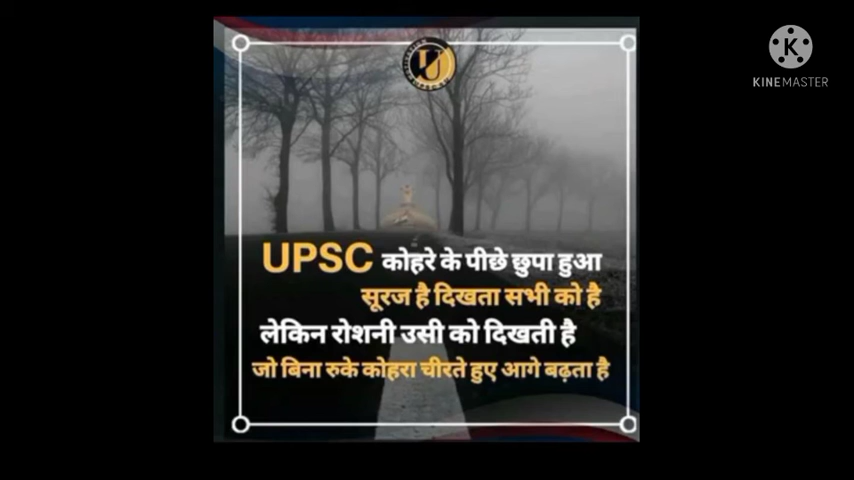 KINEMASTER
UPSC कोहरे के पीछे छुपा हुआ
सूरज है दिखता सभी को है
लेकिन रोशनी उसी को दिखती है
जो बिना रुके कोहरा चीरते हुए आगे बढ़ता है